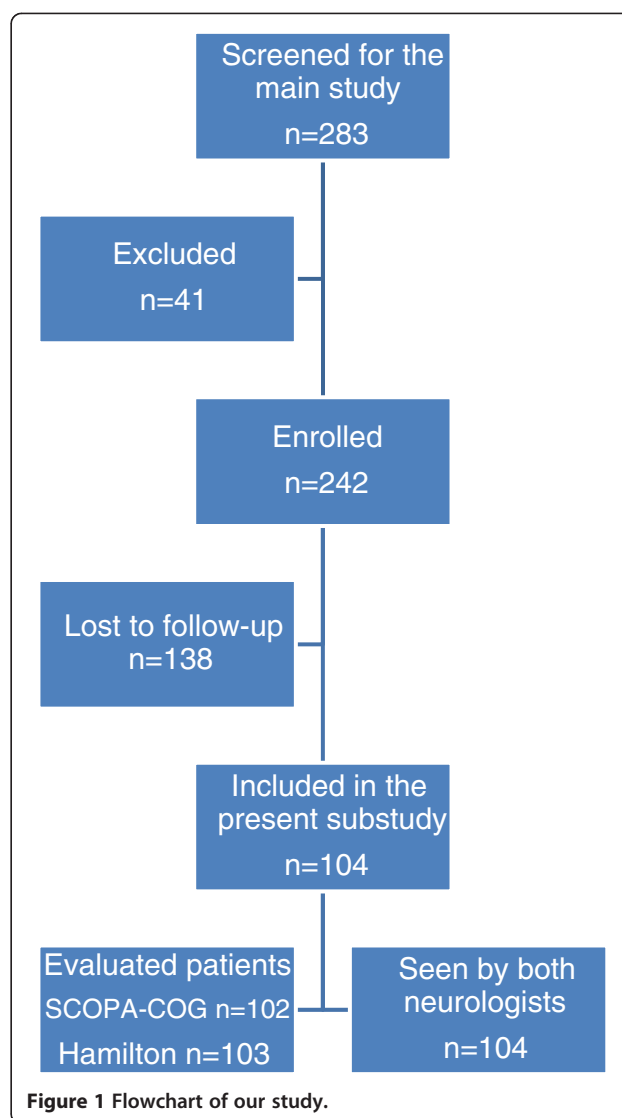 Screened for the
main study
n=283
Excluded
n=41
Enrolled
n=242
Lost to follow-up
n=138
Included in the
present substudy
n=104
Evaluated patients
SCOPA-COG n=102
Hamilton n=103
Seen by both
neurologists
n=104
Figure 1 Flowchart of our study.